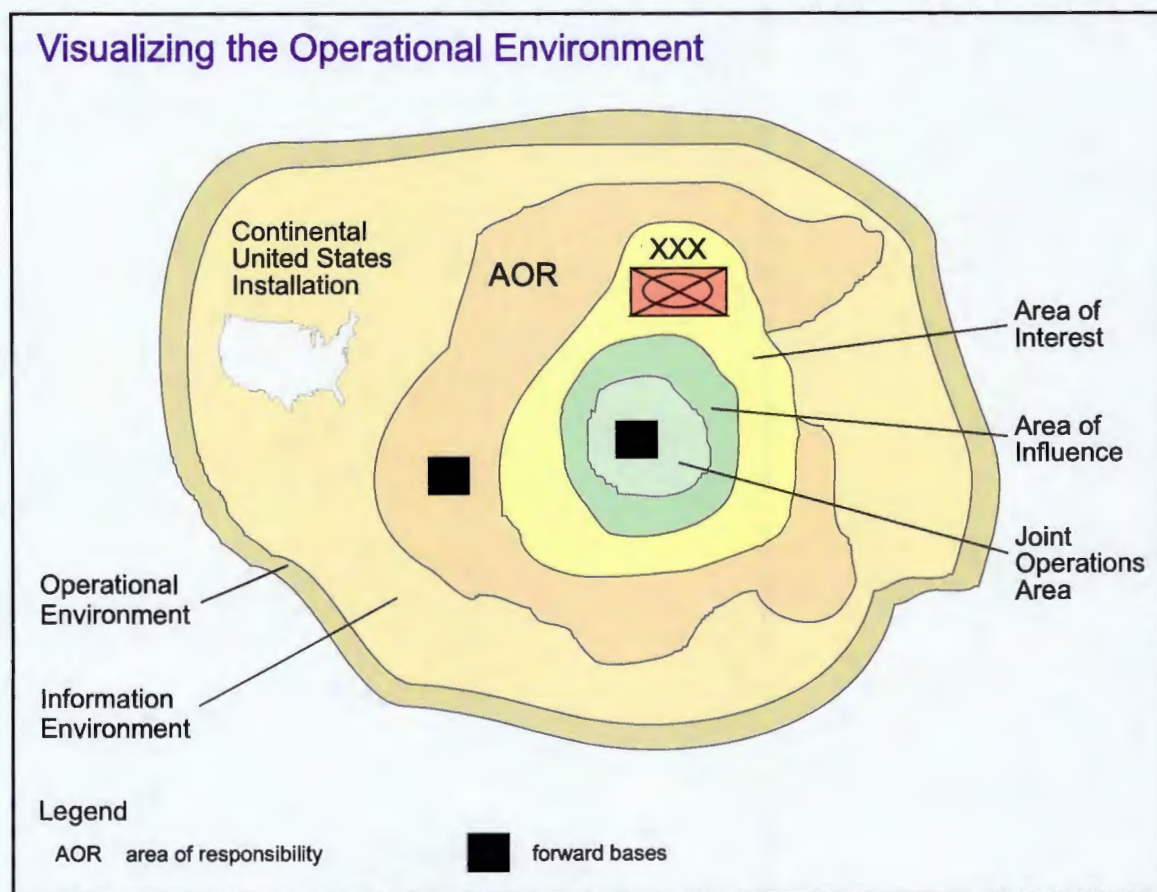 Visualizing the Operational Environment
Continental
United States
Installation
AOR
XXX
Area of
Interest
Area of
Influence
Joint
Operations
Area
Operational
Environment
Information
Environment
Legend
AOR area of responsibility
forward bases